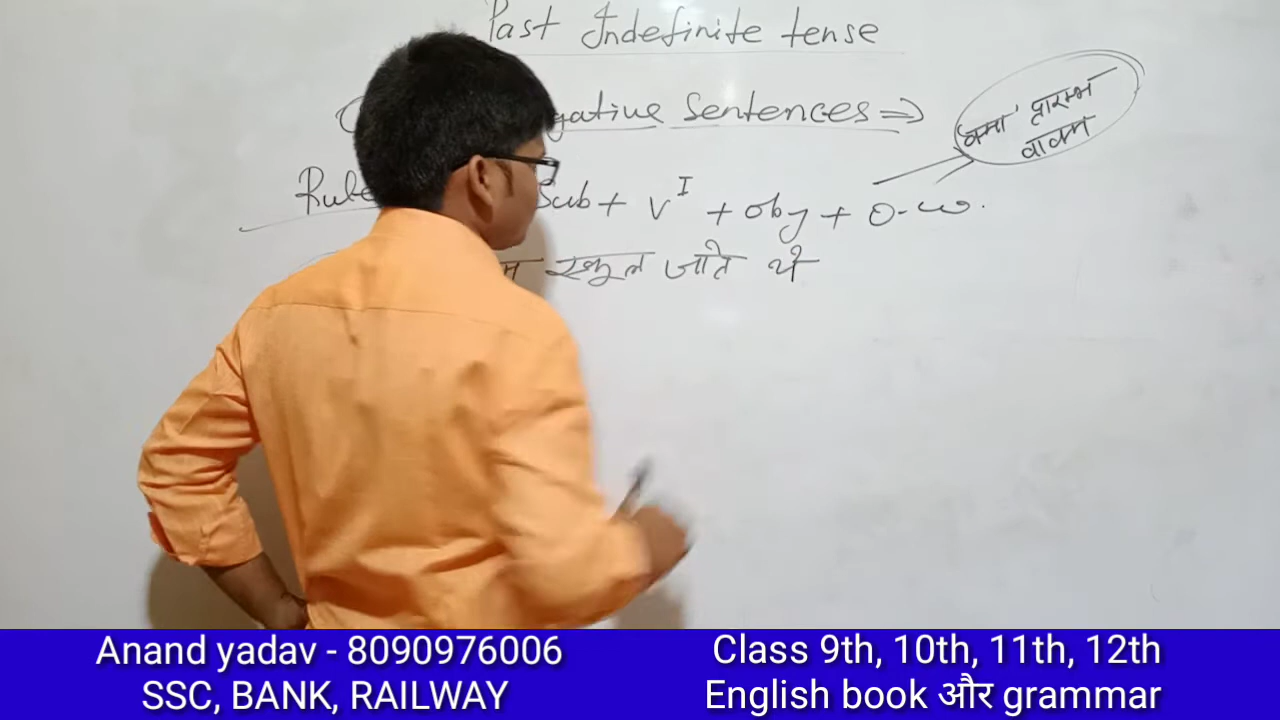 Past Indefinite tense
gative Sentences ⇒
'क्या' प्रारम्भ
वाक्य
Rule Sub + V I + obj + O.w.
स्कूल जाते थे
Anand yadav - 8090976006
SSC, BANK, RAILWAY
Class 9th, 10th, 11th, 12th
English book और grammar